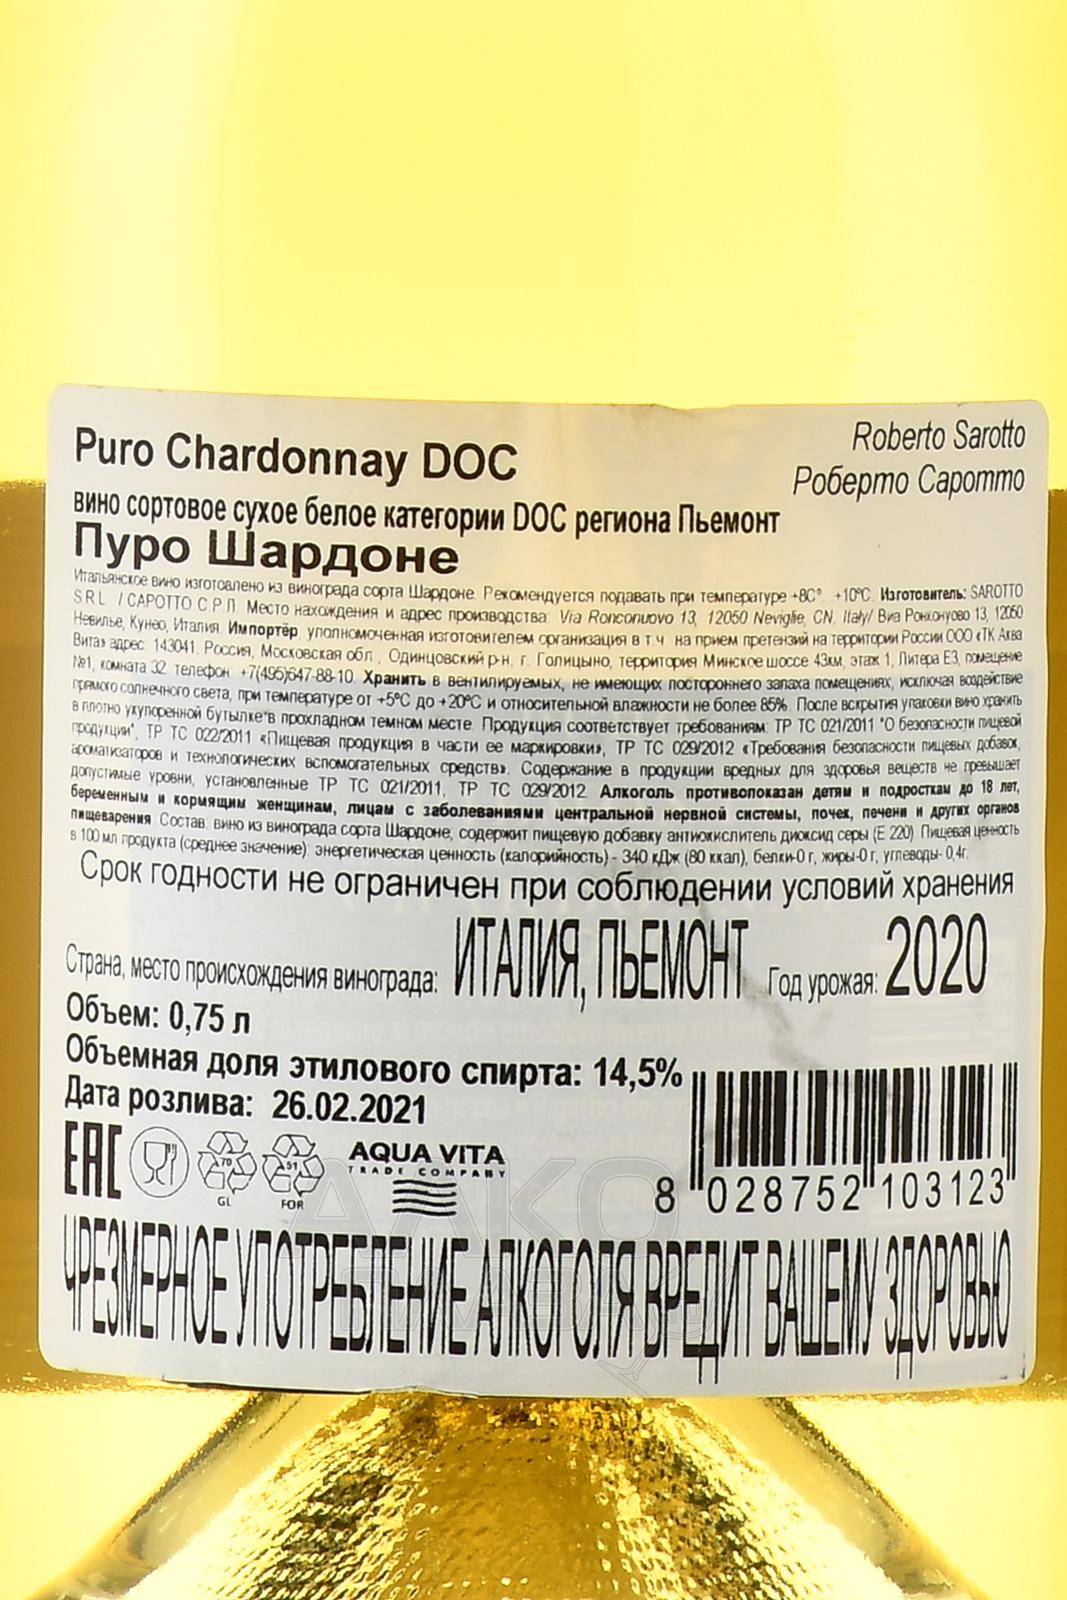 Puro Chardonnay DOC
Roberto Sarotto
Роберто Саротто
вино сортовое сухое белое категории DOC региона Пьемонт
Пуро Шардоне
Итальянское вино изготовлено из винограда сорта Шардоне. Рекомендуется подавать при температуре +8C°...+10°C. Изготовитель: SAROTTO
S.R.L. / САРОТТО С.Р.Л. Место нахождения и адрес производства: Via Ronconuovo 13, 12050 Neviglie, CN, Italy/ Виа Ронконуово 13, 12050
Невилье, Кунео, Италия. Импортёр, уполномоченная изготовителем организация в т.ч. на прием претензий на территории России ООО «ТК Аква
Вита» адрес: 143041, Россия, Московская обл., Одинцовский р-н, г. Голицыно, территория Минское шоссе 43км, этаж 1, Литера Е3, помещение
№1, комната 32. телефон: +7(495)647-88-10. Хранить в вентилируемых, не имеющих постороннего запаха помещениях, исключая воздействие
прямого солнечного света, при температуре от +5°C до +20°C и относительной влажности не более 85%. После вскрытия упаковки вино хранить
в плотно укупоренной бутылке в прохладном темном месте. Продукция соответствует требованиям: ТР ТС 021/2011 "О безопасности пищевой
продукции", ТР ТС 022/2011 «Пищевая продукция в части ее маркировки», ТР ТС 029/2012 «Требования безопасности пищевых добавок,
ароматизаторов и технологических вспомогательных средств». Содержание в продукции вредных для здоровья веществ не превышает
допустимые уровни, установленные ТР ТС 021/2011, ТР ТС 029/2012. Алкоголь противопоказан детям и подросткам до 18 лет,
беременным и кормящим женщинам, лицам с заболеваниями центральной нервной системы, почек, печени и других органов
пищеварения. Состав: вино из винограда сорта Шардоне, содержит пищевую добавку антиокислитель диоксид серы (Е 220). Пищевая ценность
в 100 мл продукта (среднее значение): энергетическая ценность (калорийность) - 340 кДж (80 ккал), белки-0 г, жиры-0 г, углеводы- 0,4г.
Срок годности не ограничен при соблюдении условий хранения
Страна, место происхождения винограда: ИТАЛИЯ, ПЬЕМОНТ Год урожая: 2020
Объем: 0,75 л
Объемная доля этилового спирта: 14,5%
Дата розлива: 26.02.2021
EAC
70
GL
51
FOR
AQUA VITA
TRADE COMPANY
8 028752 103123
АЛКО
ПЛАВА
ЧРЕЗМЕРНОЕ УПОТРЕБЛЕНИЕ АЛКОГОЛЯ ВРЕДИТ ВАШЕМУ ЗДОРОВЬЮ